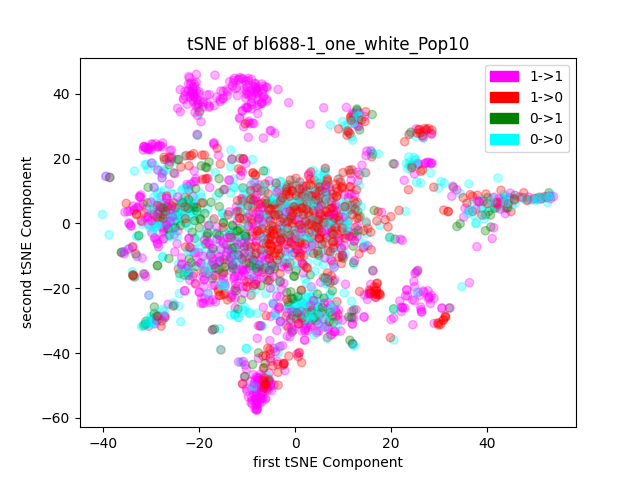 tSNE of bl688-1_one_white_Pop10
1->1
1->0
0->1
0->0
40
20
0
−20
−40
−60
second tSNE Component
−40 −20 0 20 40
first tSNE Component